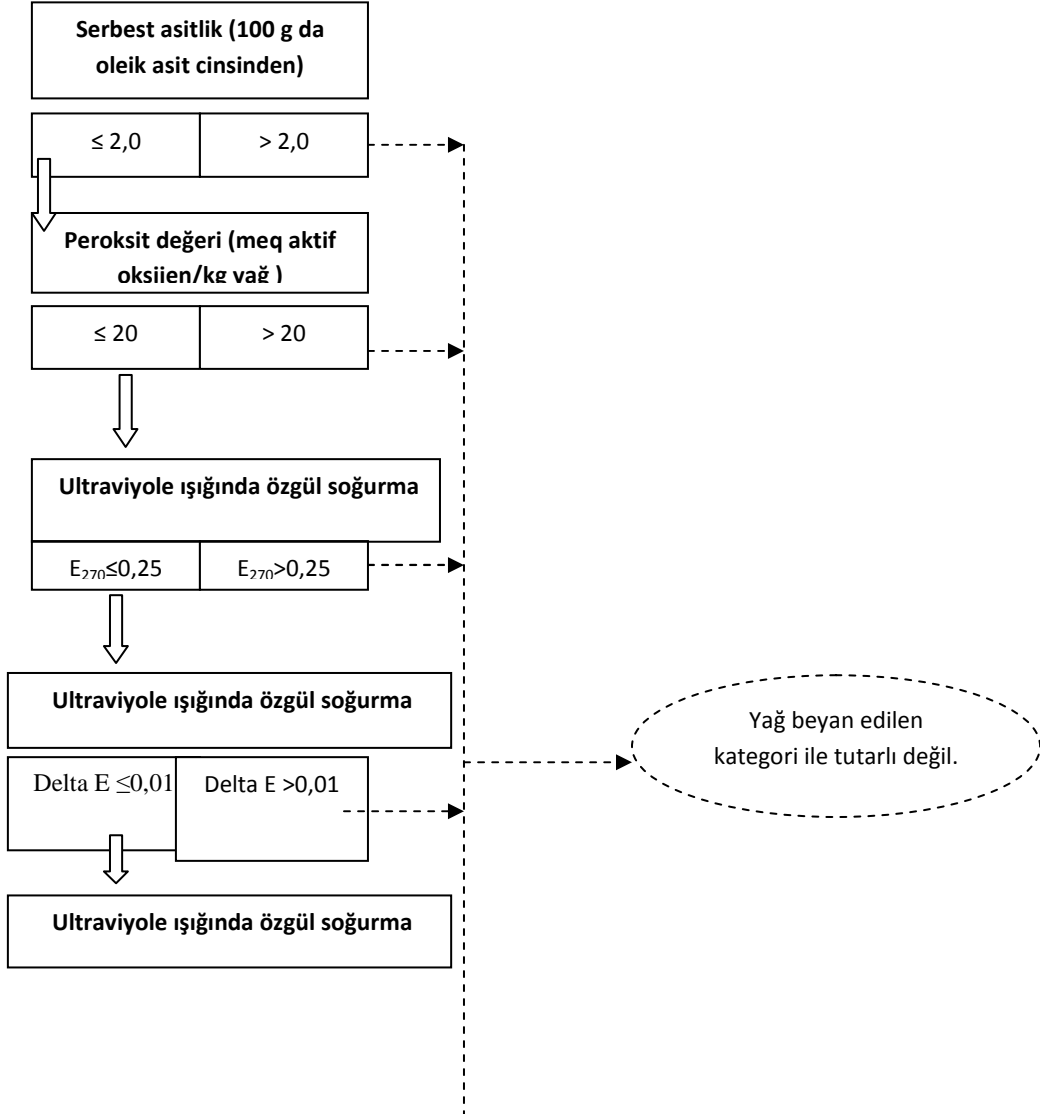 Serbest asitlik (100 g da
oleik asit cinsinden)
≤ 2,0
> 2,0
Peroksit değeri (meq aktif
oksijen/kg yağ )
≤ 20
> 20
Ultraviyole ışığında özgül soğurma
E₂₇₀≤0,25
E₂₇₀>0,25
Ultraviyole ışığında özgül soğurma
Yağ beyan edilen
kategori ile tutarlı değil.
Delta E ≤0,01
Delta E >0,01
Ultraviyole ışığında özgül soğurma